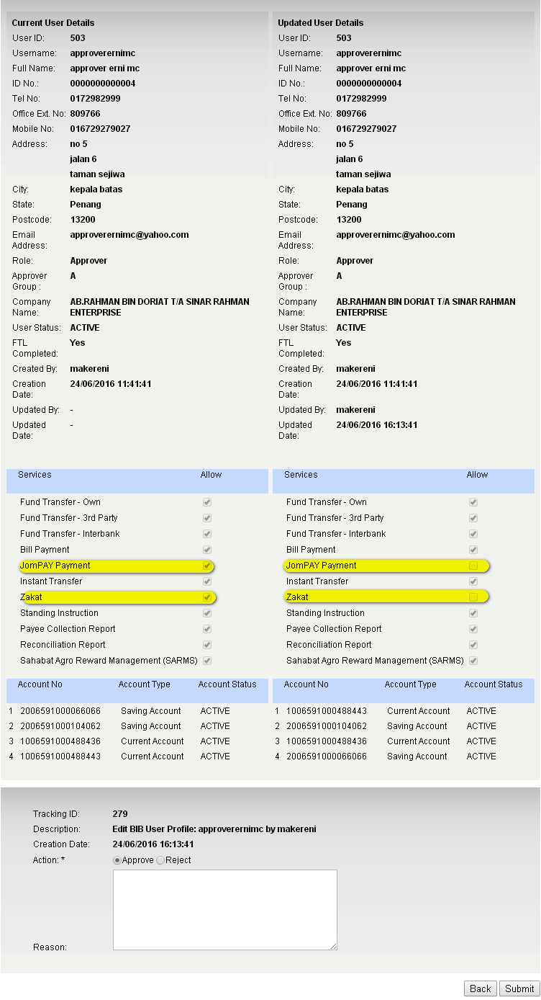 Current User Details
User ID: 503
Username: approverernimc
Full Name: approver erni mc
ID No.: 0000000000004
Tel No: 0172982999
Office Ext. No: 809766
Mobile No: 016729279027
Address: no 5
jalan 6
taman sejiwa
City: kepala batas
State: Penang
Postcode: 13200
Email Address: approverernimc@yahoo.com
Role: Approver
Approver Group : A
Company Name: AB.RAHMAN BIN DORIAT T/A SINAR RAHMAN ENTERPRISE
User Status: ACTIVE
FTL Completed: Yes
Created By: makereni
Creation Date: 24/06/2016 11:41:41
Updated By: -
Updated Date: -
Updated User Details
User ID: 503
Username: approverernimc
Full Name: approver erni mc
ID No.: 0000000000004
Tel No: 0172982999
Office Ext. No: 809766
Mobile No: 016729279027
Address: no 5
jalan 6
taman sejiwa
City: kepala batas
State: Penang
Postcode: 13200
Email Address: approverernimc@yahoo.com
Role: Approver
Approver Group : A
Company Name: AB.RAHMAN BIN DORIAT T/A SINAR RAHMAN ENTERPRISE
User Status: ACTIVE
FTL Completed: Yes
Created By: makereni
Creation Date: 24/06/2016 11:41:41
Updated By: makereni
Updated Date: 24/06/2016 16:13:41
Services Allow
Fund Transfer - Own
Fund Transfer - 3rd Party
Fund Transfer - Interbank
Bill Payment
JomPAY Payment
Instant Transfer
Zakat
Standing Instruction
Payee Collection Report
Reconciliation Report
Sahabat Agro Reward Management (SARMS)
Services Allow
Fund Transfer - Own
Fund Transfer - 3rd Party
Fund Transfer - Interbank
Bill Payment
JomPAY Payment
Instant Transfer
Zakat
Standing Instruction
Payee Collection Report
Reconciliation Report
Sahabat Agro Reward Management (SARMS)
Account No Account Type Account Status
1 2006591000066066 Saving Account ACTIVE
2 2006591000104062 Saving Account ACTIVE
3 1006591000488436 Current Account ACTIVE
4 1006591000488443 Current Account ACTIVE
Account No Account Type Account Status
1 1006591000488443 Current Account ACTIVE
2 2006591000104062 Saving Account ACTIVE
3 1006591000488436 Current Account ACTIVE
4 2006591000066066 Saving Account ACTIVE
Tracking ID: 279
Description: Edit BIB User Profile: approverernimc by makereni
Creation Date: 24/06/2016 16:13:41
Action: * Approve Reject
Reason:
Back Submit